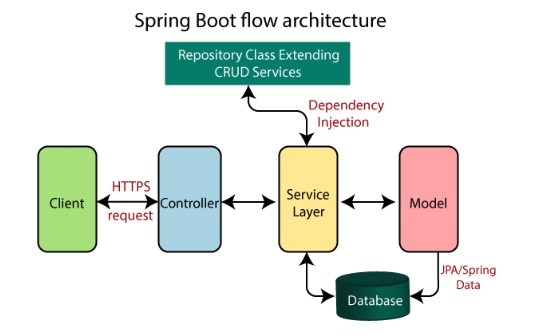 Spring Boot flow architecture
Repository Class Extending
CRUD Services
Dependency
Injection
Client
HTTPS
request
Controller
Service
Layer
Model
JPA/Spring
Data
Database